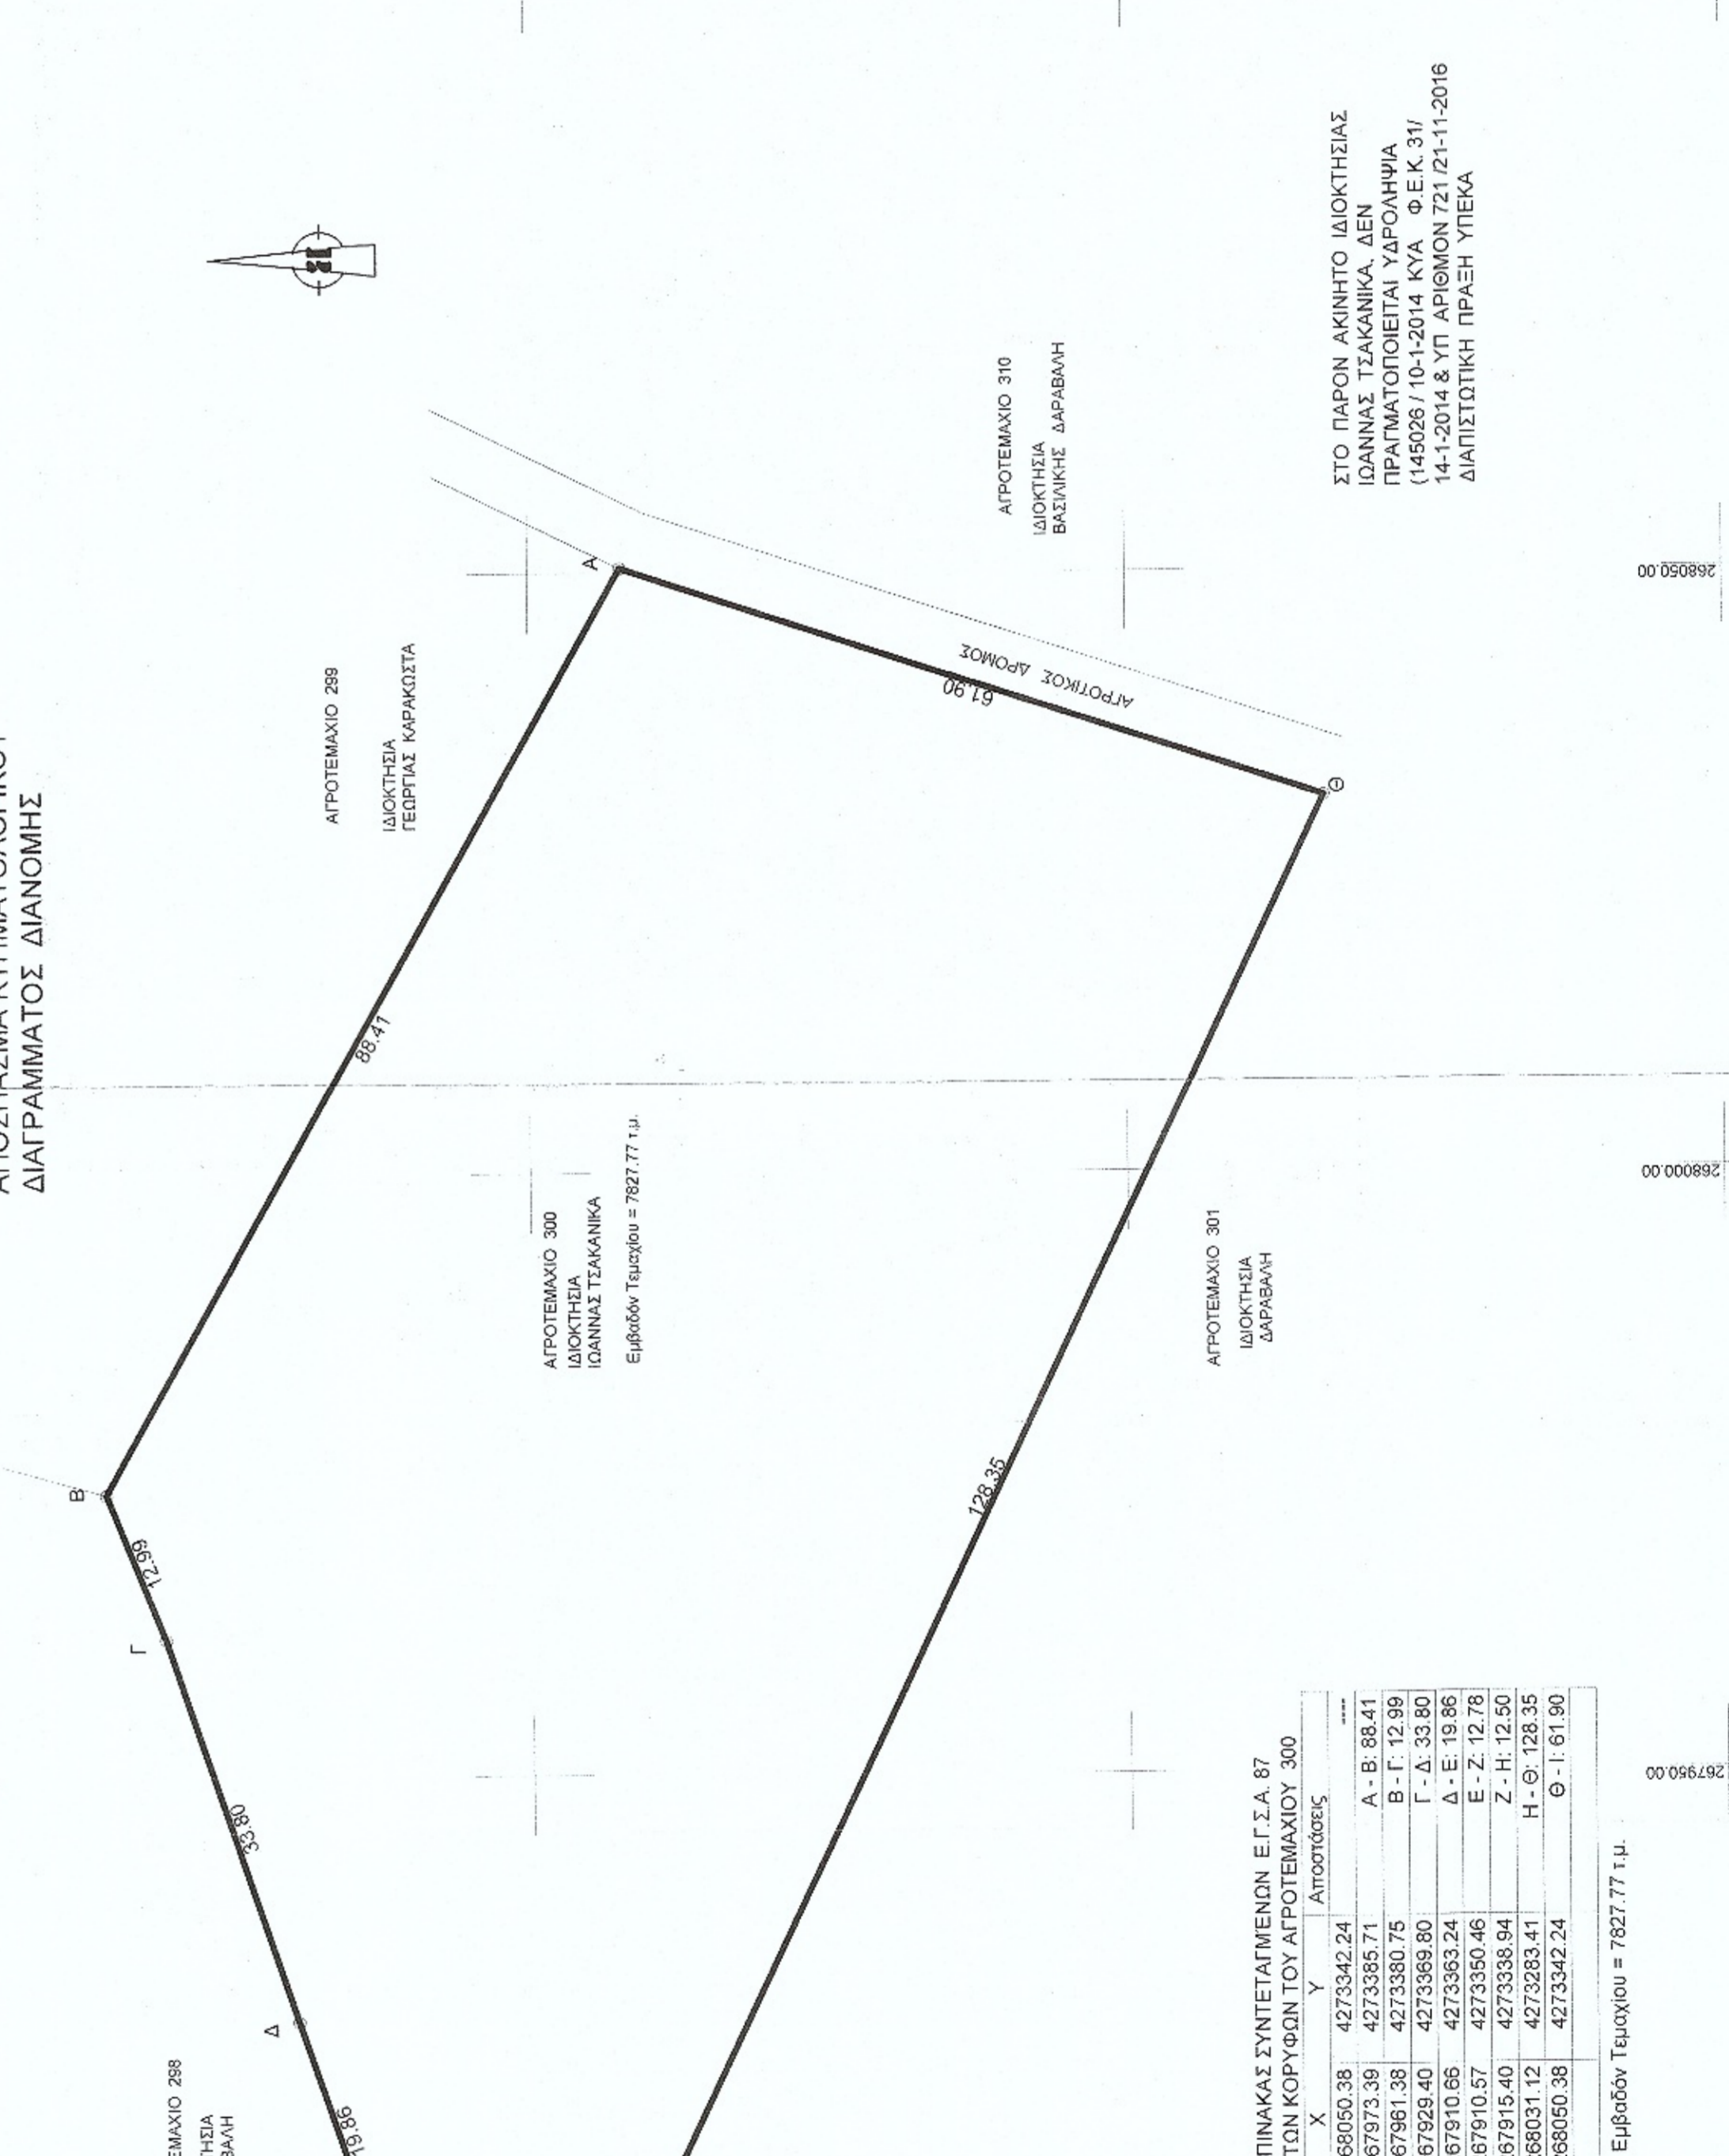 ΔΙΑΓΡΑΜΜΑΤΟΣ ΔΙΑΝΟΜΗΣ
ΑΓΡΟΤΕΜΑΧΙΟ 299
ΙΔΙΟΚΤΗΣΙΑ
ΓΕΩΡΓΙΑΣ ΚΑΡΑΚΩΣΤΑ
ΑΓΡΟΤΕΜΑΧΙΟ 310
ΙΔΙΟΚΤΗΣΙΑ
ΒΑΣΙΛΙΚΗΣ ΔΑΡΑΒΑΛΗ
ΣΤΟ ΠΑΡΟΝ ΑΚΙΝΗΤΟ ΙΔΙΟΚΤΗΣΙΑΣ
ΙΩΑΝΝΑΣ ΤΣΑΚΑΝΙΚΑ, ΔΕΝ
ΠΡΑΓΜΑΤΟΠΟΙΕΙΤΑΙ ΥΔΡΟΛΗΨΙΑ
(145026 / 10-1-2014 ΚΥΑ Φ.Ε.Κ. 31/
14-1-2014 & ΥΠ ΑΡΙΘΜΟΝ 721 /21-11-2016
ΔΙΑΠΙΣΤΩΤΙΚΗ ΠΡΑΞΗ ΥΠΕΚΑ
Α
Β
Γ
Δ
Θ
88.41
12.99
33.80
19.86
61.90
128.35
ΑΓΡΟΤΙΚΟΣ ΔΡΟΜΟΣ
ΑΓΡΟΤΕΜΑΧΙΟ 300
ΙΔΙΟΚΤΗΣΙΑ
ΙΩΑΝΝΑΣ ΤΣΑΚΑΝΙΚΑ
Εμβαδόν Τεμαχίου = 7827.77 τ.μ.
ΑΓΡΟΤΕΜΑΧΙΟ 301
ΙΔΙΟΚΤΗΣΙΑ
ΔΑΡΑΒΑΛΗ
298
268050.00
268000.00
267950.00
ΠΙΝΑΚΑΣ ΣΥΝΤΕΤΑΓΜΕΝΩΝ Ε.Γ.Σ.Α. 87
ΤΩΝ ΚΟΡΥΦΩΝ ΤΟΥ ΑΓΡΟΤΕΜΑΧΙΟΥ 300
Χ Υ Αποστάσεις
68050.38 4273342.24 ----
67973.39 4273385.71 Α - Β: 88.41
67961.38 4273380.75 Β - Γ: 12.99
67929.40 4273369.80 Γ - Δ: 33.80
67910.66 4273363.24 Δ - Ε: 19.86
67910.57 4273350.46 Ε - Ζ: 12.78
67915.40 4273338.94 Ζ - Η: 12.50
68031.12 4273283.41 Η - Θ: 128.35
68050.38 4273342.24 Θ - Ι: 61.90
Εμβαδόν Τεμαχίου = 7827.77 τ.μ.